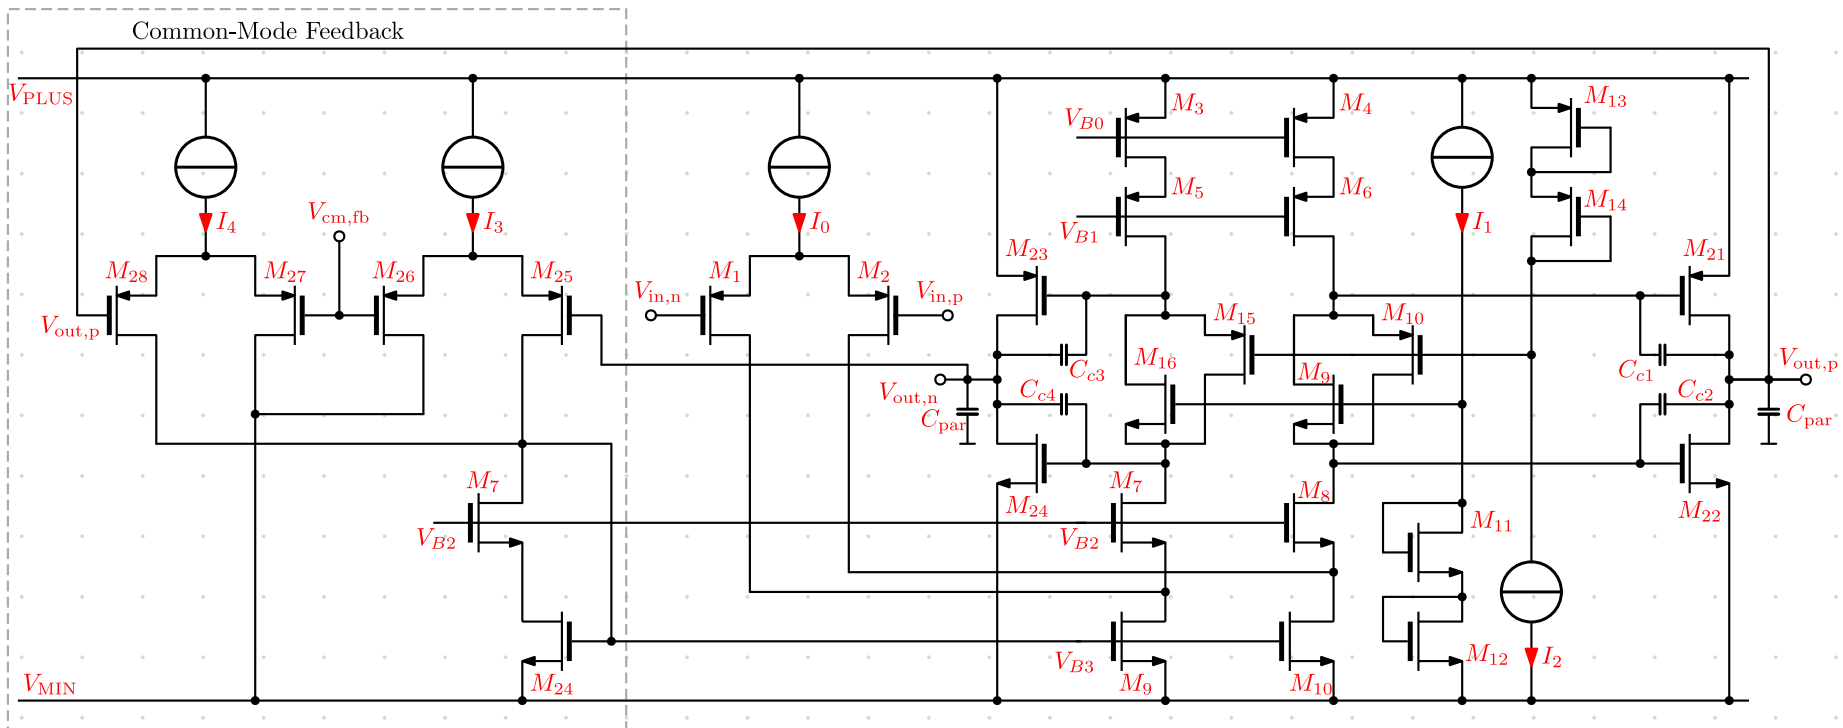 Common-Mode Feedback
V_PLUS
V_B0
M_3
M_4
M_13
V_B1
M_5
M_6
M_14
I_4
V_cm,fb
I_3
I_0
I_1
M_28
M_27
M_26
M_25
M_1
M_2
M_23
M_21
V_out,p
V_in,n
V_in,p
M_15
M_10
M_16
M_9
C_c3
C_c1
V_out,p
V_out,n
C_c4
C_c2
C_par
C_par
M_7
M_7
M_8
M_24
M_11
M_22
V_B2
V_B2
V_B3
M_12
I_2
V_MIN
M_24
M_9
M_10